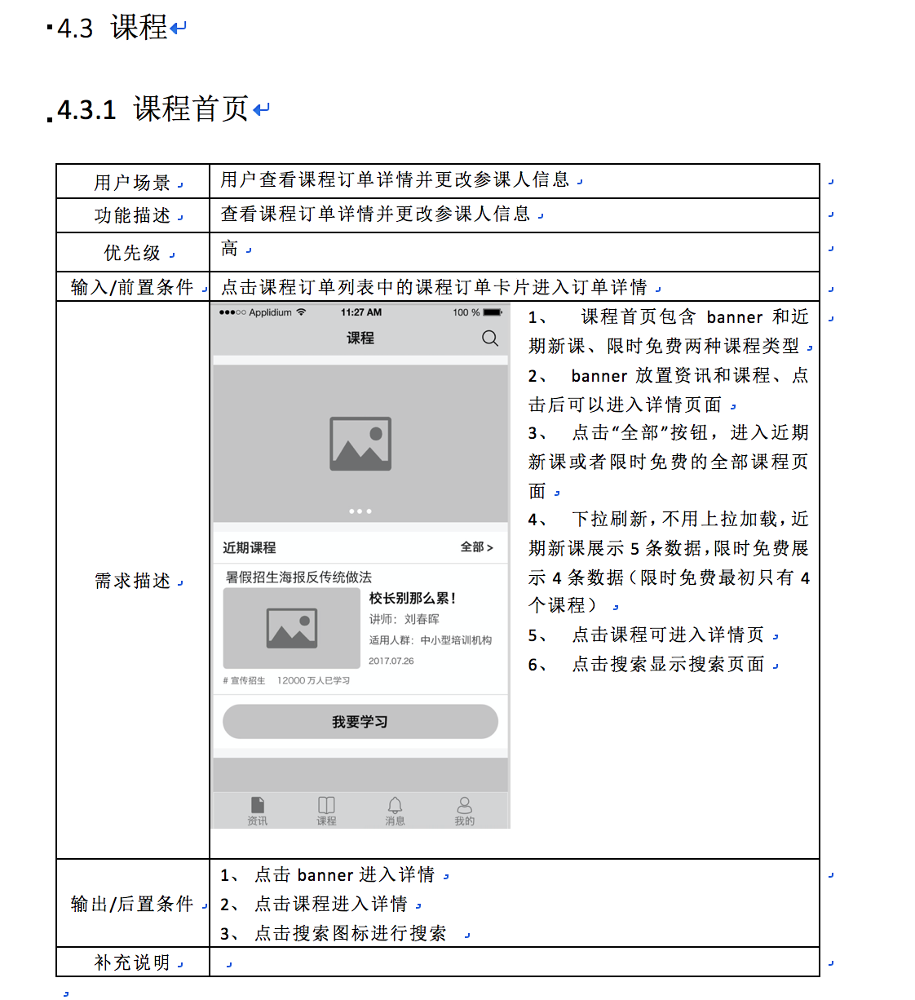 4.3 课程
4.3.1 课程首页
用户场景
用户查看课程订单详情并更改参课人信息
功能描述
查看课程订单详情并更改参课人信息
优先级
高
输入/前置条件
点击课程订单列表中的课程订单卡片进入订单详情
需求描述
Applidium
11:27 AM
100 %
课程
近期课程
全部 >
暑假招生海报反传统做法
校长别那么累！
讲师：刘春晖
适用人群：中小型培训机构
2017.07.26
# 宣传招生 12000 万人已学习
我要学习
资讯
课程
消息
我的
1、 课程首页包含 banner 和近
期新课、限时免费两种课程类型
2、 banner 放置资讯和课程、点
击后可以进入详情页面
3、 点击“全部”按钮，进入近期
新课或者限时免费的全部课程页
面
4、 下拉刷新，不用上拉加载，近
期新课展示 5 条数据，限时免费展
示 4 条数据（限时免费最初只有 4
个课程）
5、 点击课程可进入详情页
6、 点击搜索显示搜索页面
输出/后置条件
1、 点击 banner 进入详情
2、 点击课程进入详情
3、 点击搜索图标进行搜索
补充说明